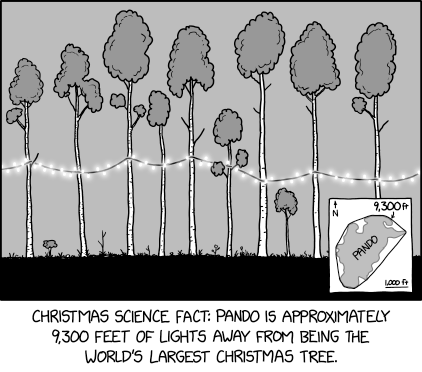 N
9,300 ft
PANDO
1,000 ft
CHRISTMAS SCIENCE FACT: PANDO IS APPROXIMATELY
9,300 FEET OF LIGHTS AWAY FROM BEING THE
WORLD'S LARGEST CHRISTMAS TREE.